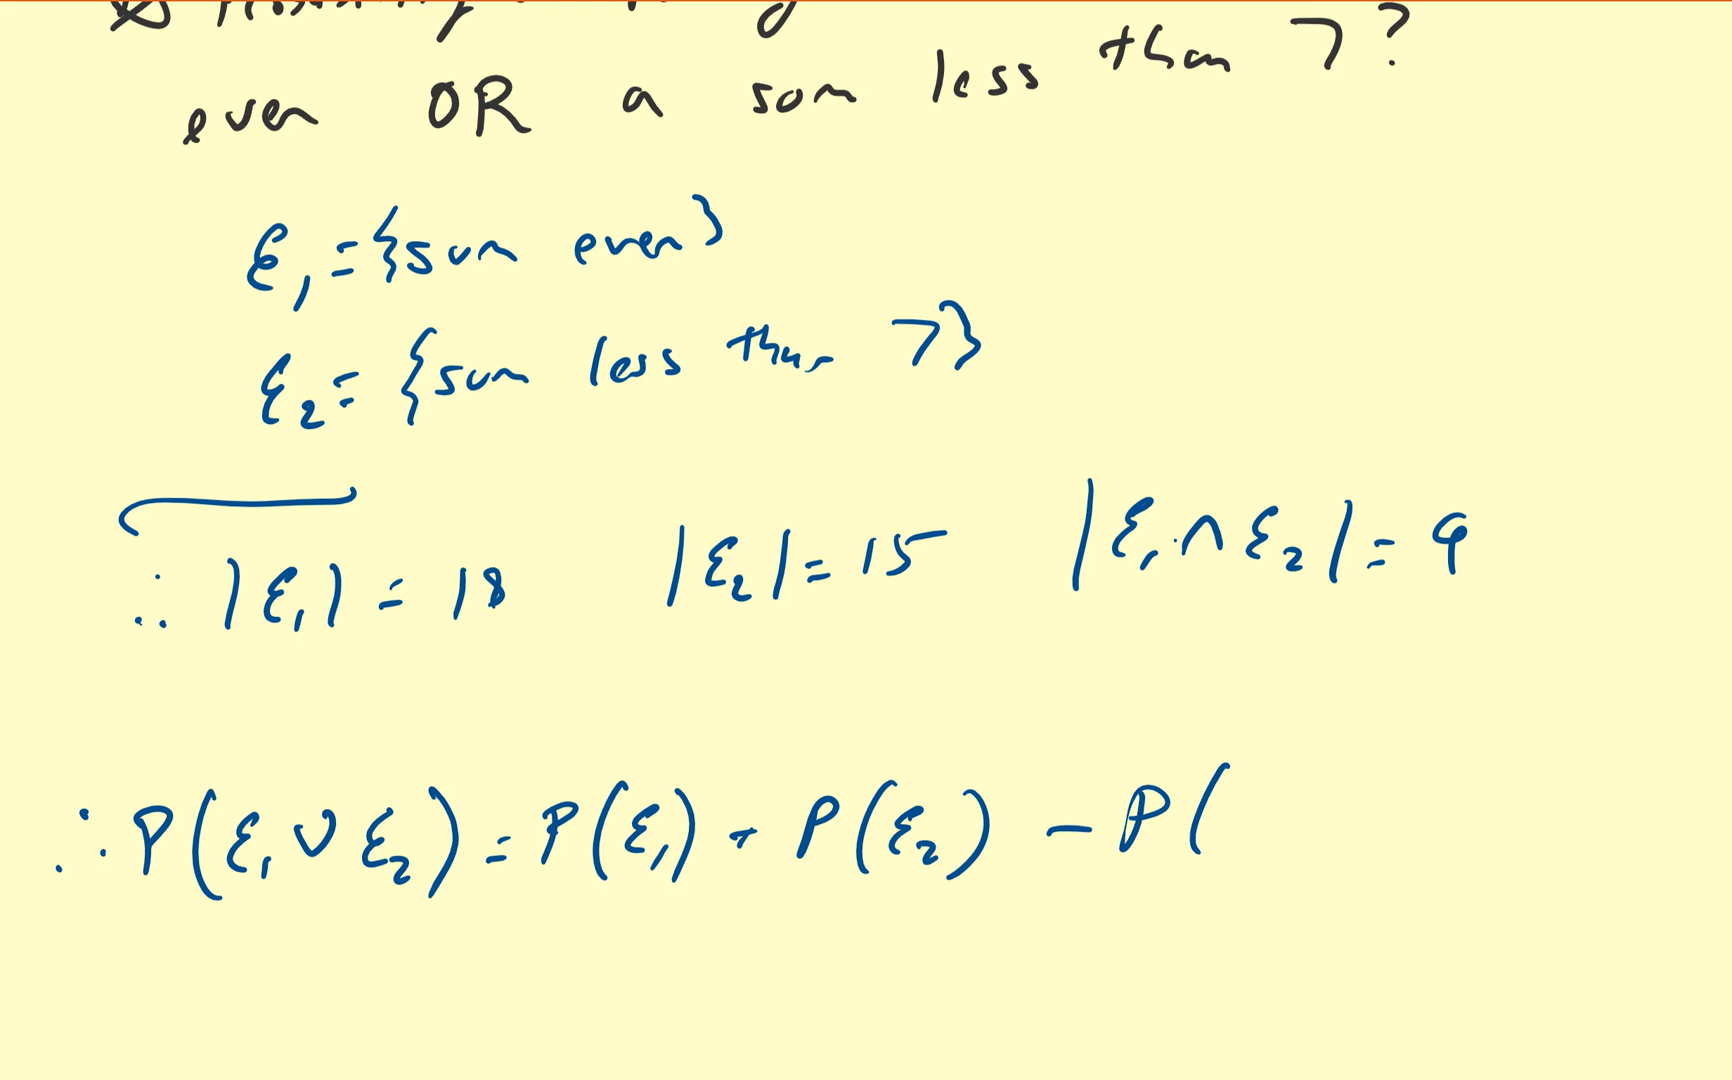 even OR a som less than 7?
ε₁ = {sum even}
ε₂ = {sum less than 7}
∴ |ε₁| = 18 |ε₂| = 15 |ε₁ ∩ ε₂| = 9
∴ P(ε₁ ∪ ε₂) = P(ε₁) + P(ε₂) − P(